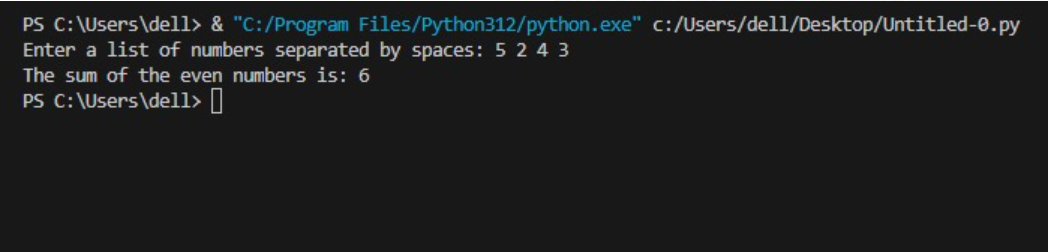 PS C:\Users\dell> & "C:/Program Files/Python312/python.exe" c:/Users/dell/Desktop/Untitled-0.py
Enter a list of numbers separated by spaces: 5 2 4 3
The sum of the even numbers is: 6
PS C:\Users\dell>